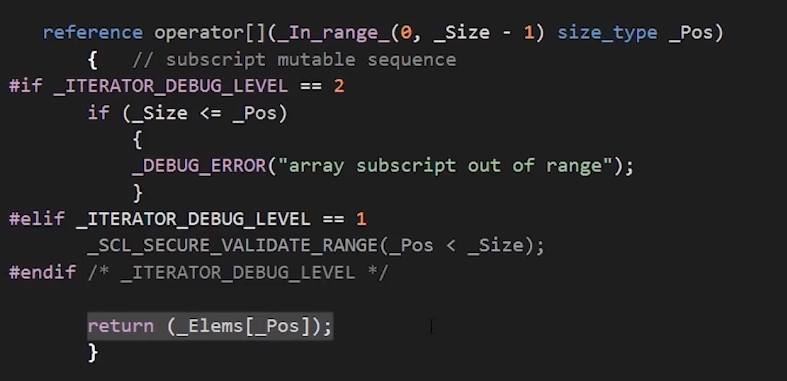 reference operator[](_In_range_(0, _Size - 1) size_type _Pos)
{ // subscript mutable sequence
#if _ITERATOR_DEBUG_LEVEL == 2
if (_Size <= _Pos)
{
_DEBUG_ERROR("array subscript out of range");
}
#elif _ITERATOR_DEBUG_LEVEL == 1
_SCL_SECURE_VALIDATE_RANGE(_Pos < _Size);
#endif /* _ITERATOR_DEBUG_LEVEL */
return (_Elems[_Pos]);
}